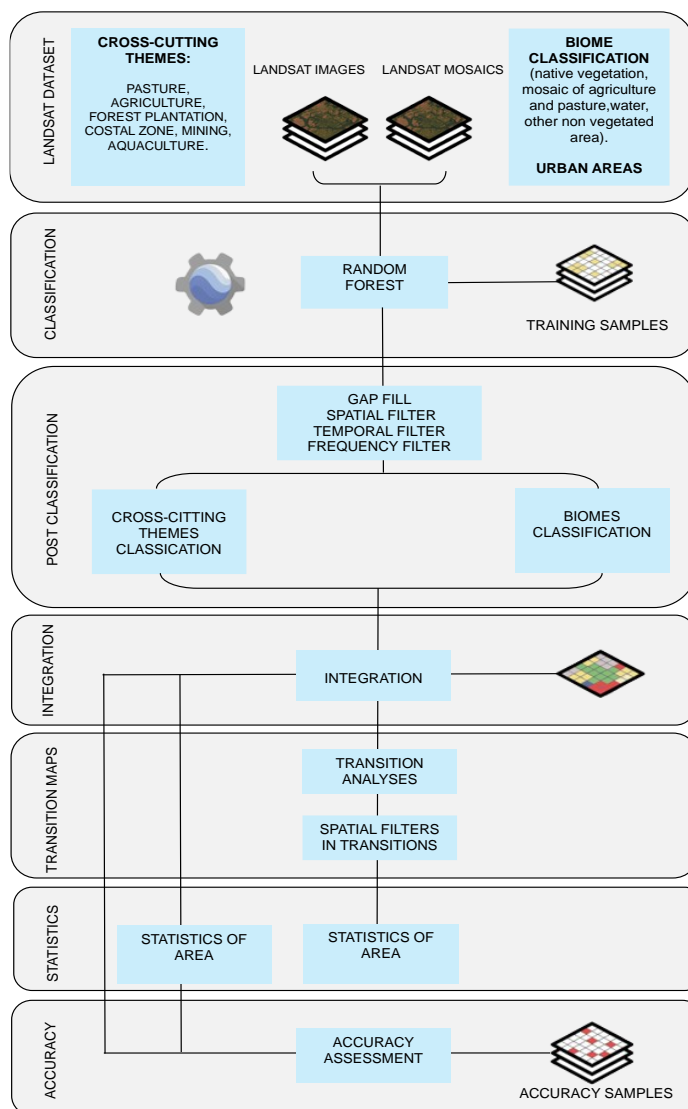 LANDSAT DATASET
CROSS-CUTTING
THEMES:
PASTURE,
AGRICULTURE,
FOREST PLANTATION,
COSTAL ZONE, MINING,
AQUACULTURE.
LANDSAT IMAGES
LANDSAT MOSAICS
BIOME
CLASSIFICATION
(native vegetation,
mosaic of agriculture
and pasture,water,
other non vegetated
area).
URBAN AREAS
CLASSIFICATION
RANDOM
FOREST
TRAINING SAMPLES
POST CLASSIFICATION
GAP FILL
SPATIAL FILTER
TEMPORAL FILTER
FREQUENCY FILTER
CROSS-CITTING
THEMES
CLASSICATION
BIOMES
CLASSIFICATION
INTEGRATION
INTEGRATION
TRANSITION MAPS
TRANSITION
ANALYSES
SPATIAL FILTERS
IN TRANSITIONS
STATISTICS
STATISTICS OF
AREA
STATISTICS OF
AREA
ACCURACY
ACCURACY
ASSESSMENT
ACCURACY SAMPLES